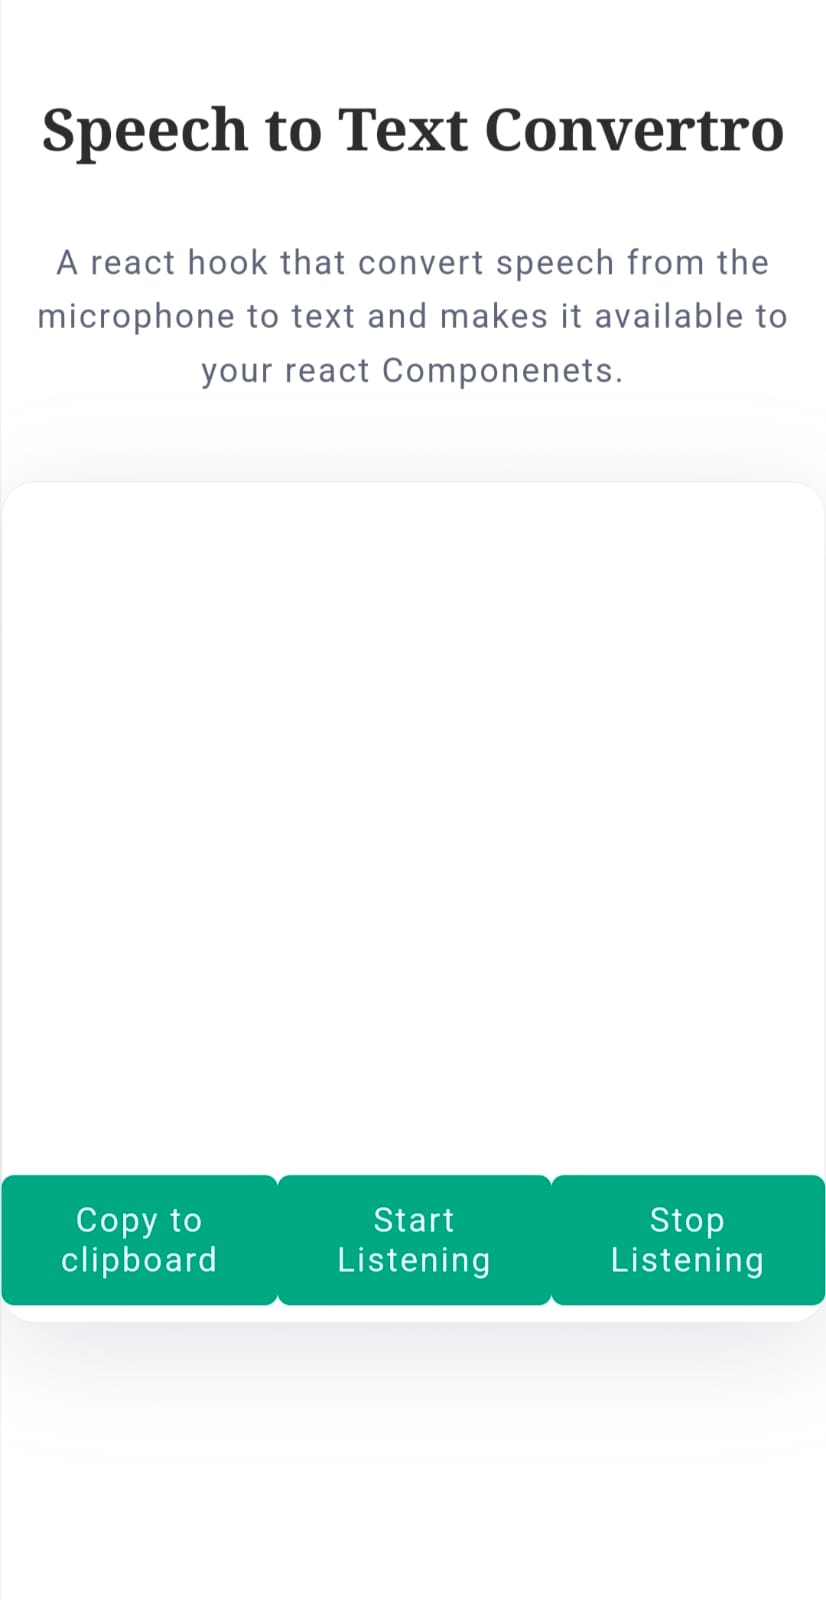 Speech to Text Convertro
A react hook that convert speech from the
microphone to text and makes it available to
your react Componenets.
Copy to
clipboard
Start
Listening
Stop
Listening